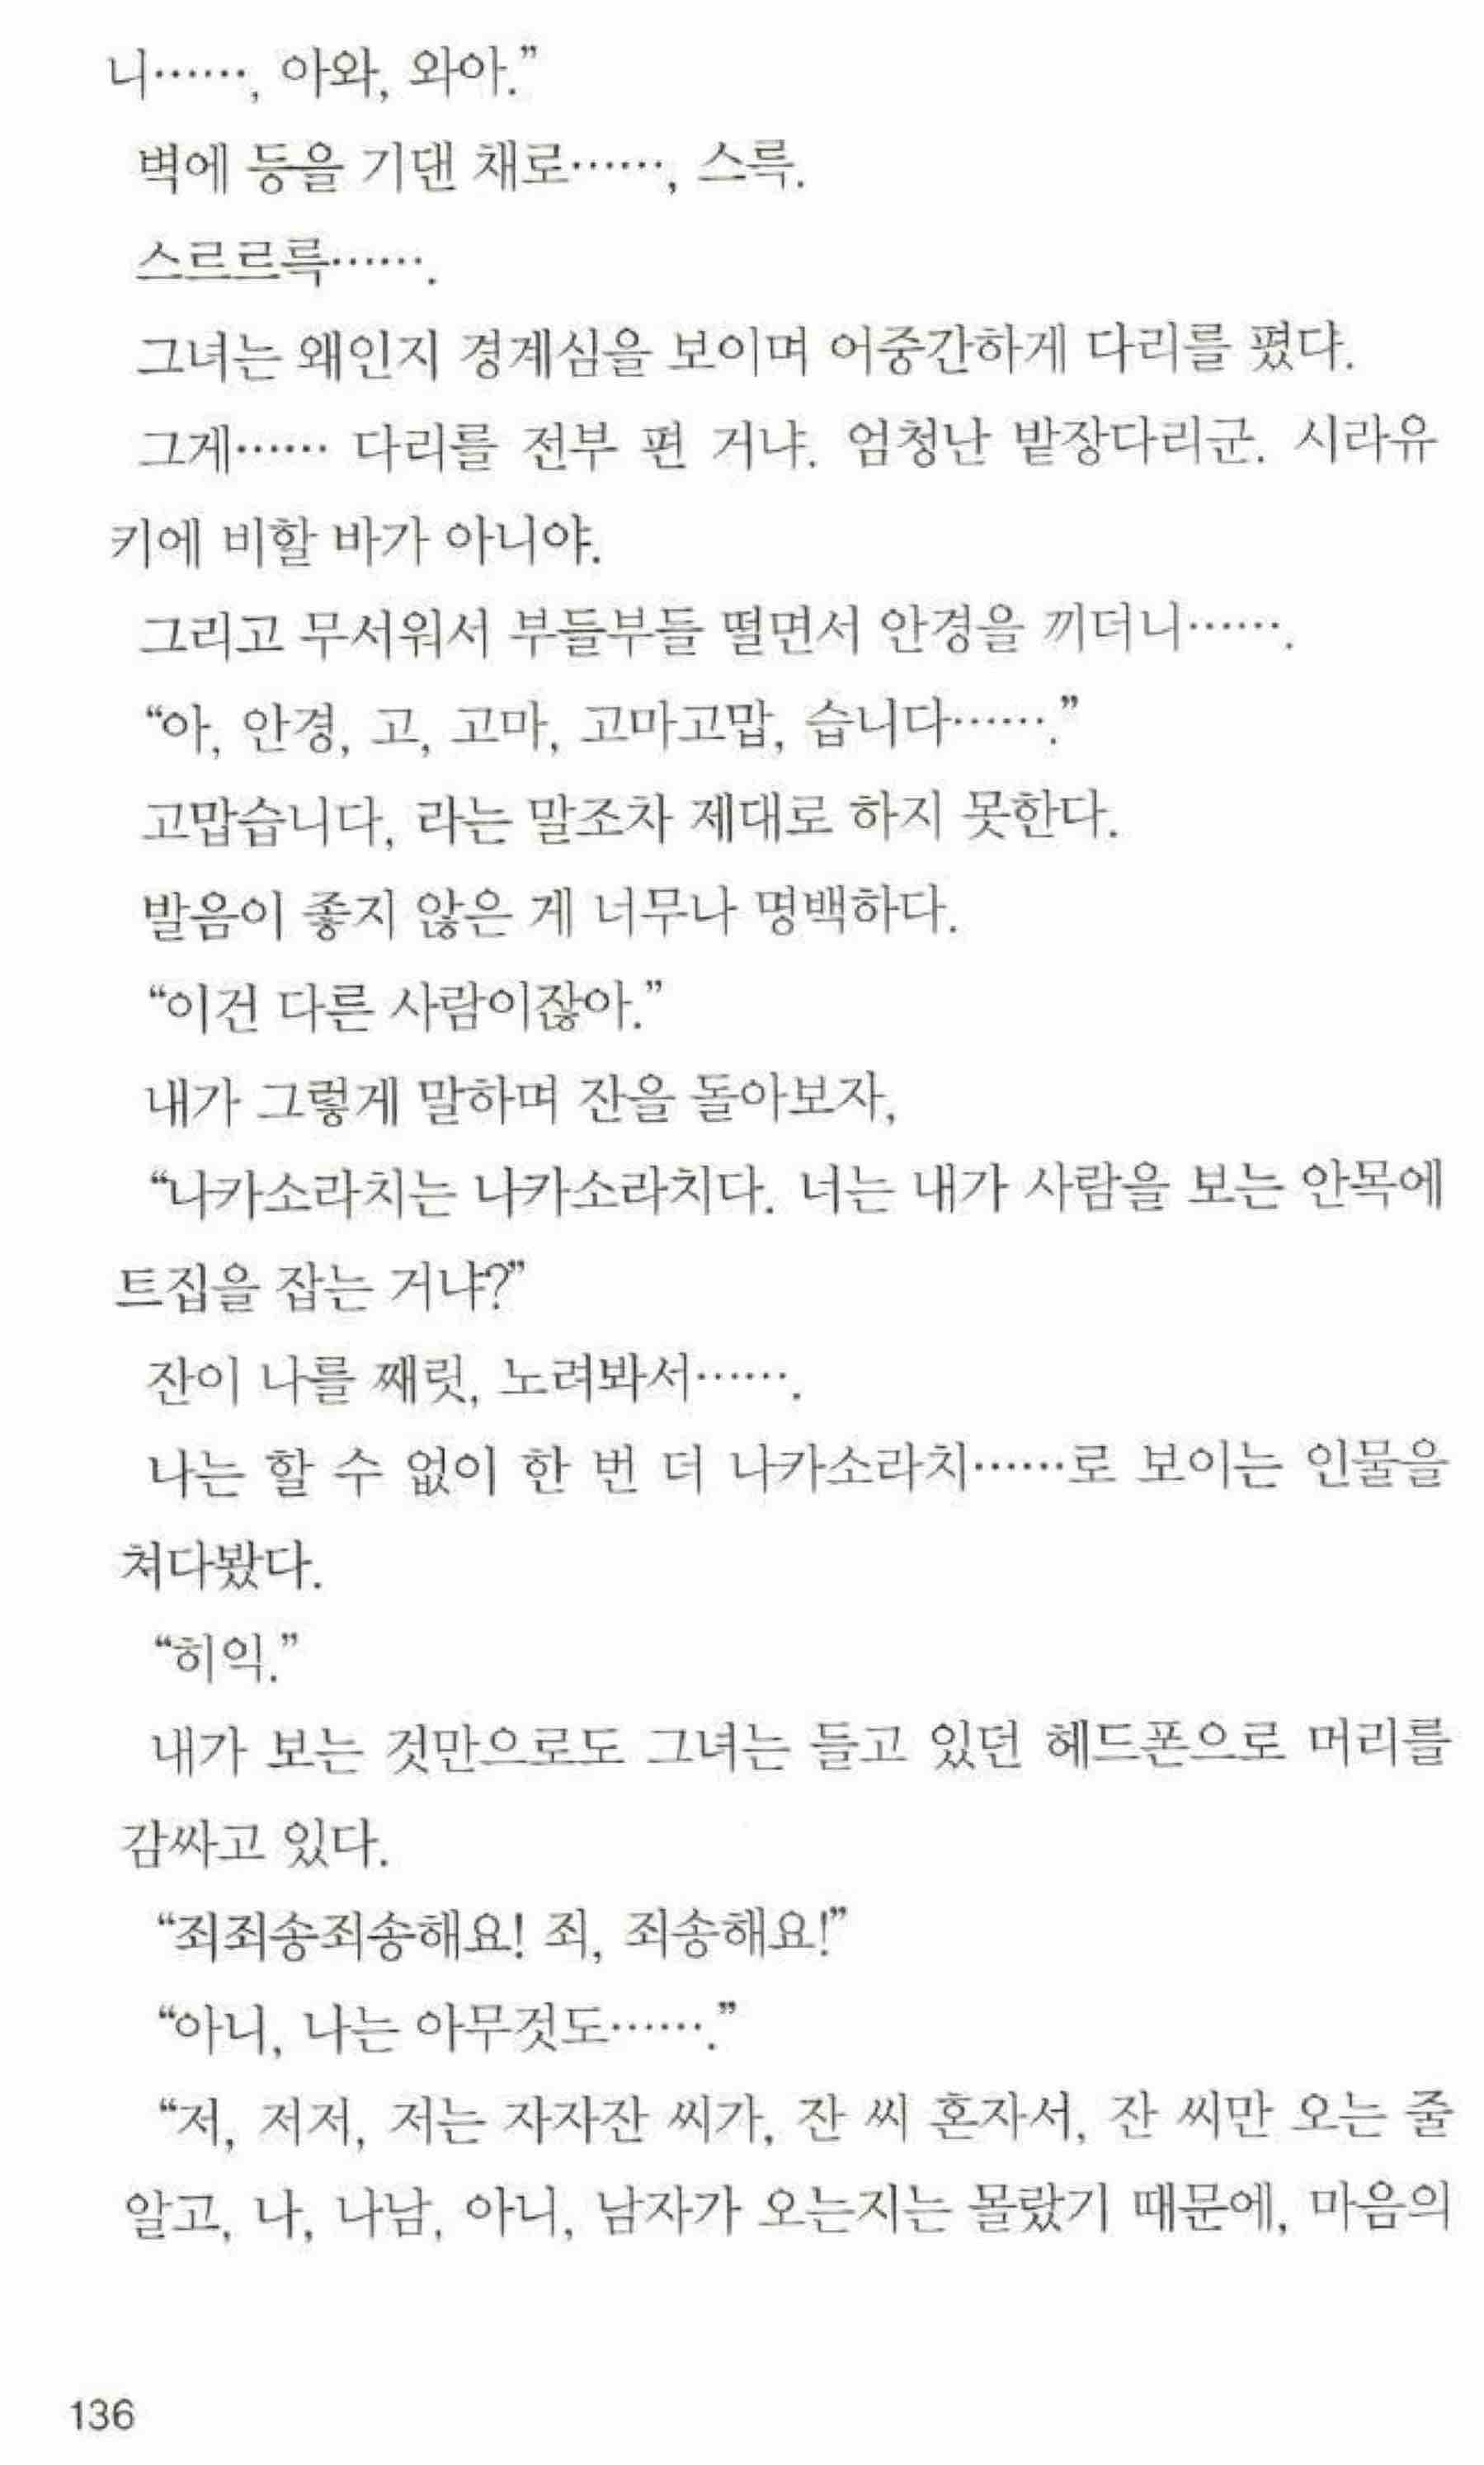 니……, 아와, 와아.”
벽에 등을 기댄 채로……, 스륵.
스르르륵…….
그녀는 왜인지 경계심을 보이며 어중간하게 다리를 폈다.
그게…… 다리를 전부 편 거냐. 엄청난 밭장다리군. 시라유
키에 비할 바가 아니야.
그리고 무서워서 부들부들 떨면서 안경을 끼더니…….
“아, 안경, 고, 고마, 고마고맙, 습니다…….”
고맙습니다, 라는 말조차 제대로 하지 못한다.
발음이 좋지 않은 게 너무나 명백하다.
“이건 다른 사람이잖아.”
내가 그렇게 말하며 잔을 돌아보자,
“나카소라치는 나카소라치다. 너는 내가 사람을 보는 안목에
트집을 잡는 거냐?”
잔이 나를 째릿, 노려봐서…….
나는 할 수 없이 한 번 더 나카소라치……로 보이는 인물을
쳐다봤다.
“히익.”
내가 보는 것만으로도 그녀는 들고 있던 헤드폰으로 머리를
감싸고 있다.
“죄죄송죄송해요! 죄, 죄송해요!”
“아니, 나는 아무것도…….”
“저, 저저, 저는 자자잔 씨가, 잔 씨 혼자서, 잔 씨만 오는 줄
알고, 나, 나남, 아니, 남자가 오는지는 몰랐기 때문에, 마음의
136